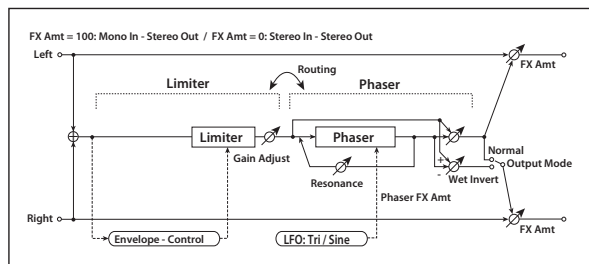 FX Amt = 100: Mono In - Stereo Out / FX Amt = 0: Stereo In - Stereo Out
Left
FX Amt
Routing
Limiter
Phaser
Limiter
Phaser
Gain Adjust
Normal
Output Mode
+
-
Wet Invert
Resonance
Phaser FX Amt
Right
FX Amt
Envelope - Control
LFO: Tri / Sine